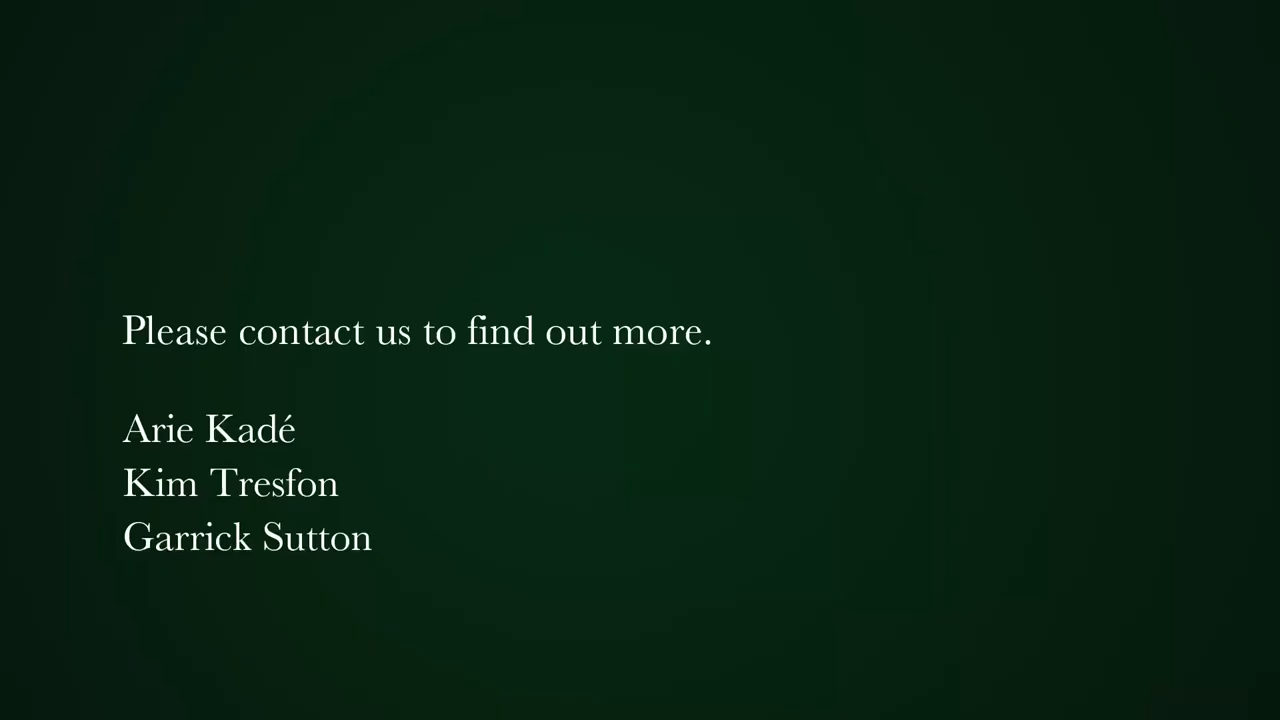 Please contact us to find out more.
Arie Kadé
Kim Tresfon
Garrick Sutton